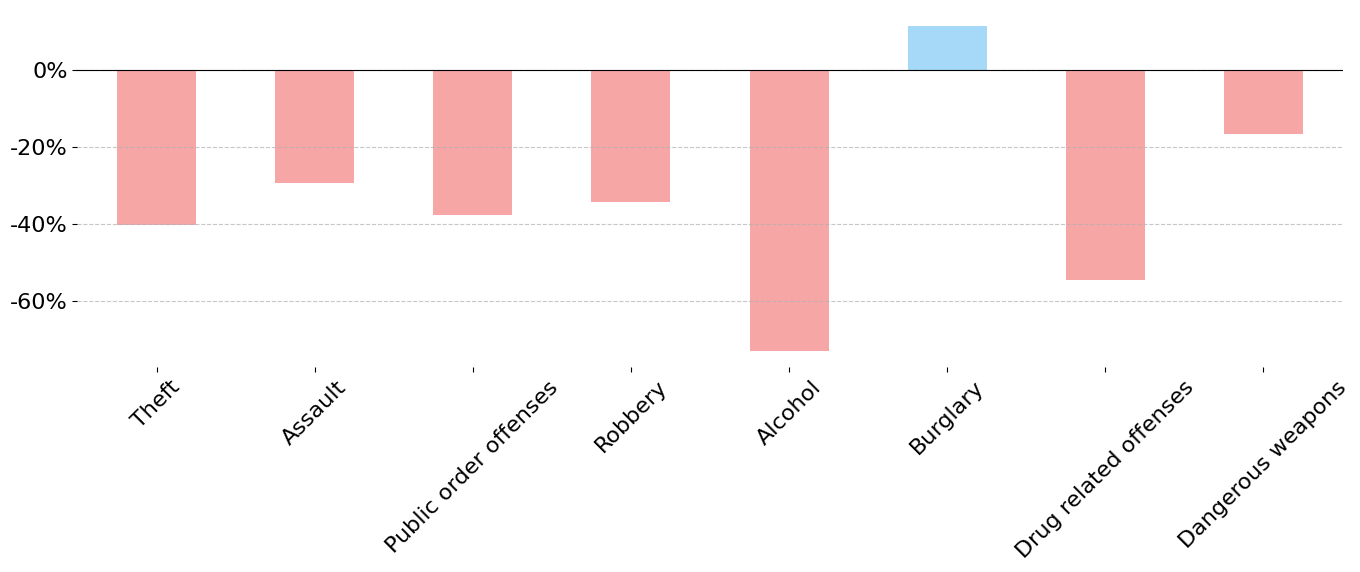 0%
-20%
-40%
-60%
Theft
Assault
Public order offenses
Robbery
Alcohol
Burglary
Drug related offenses
Dangerous weapons